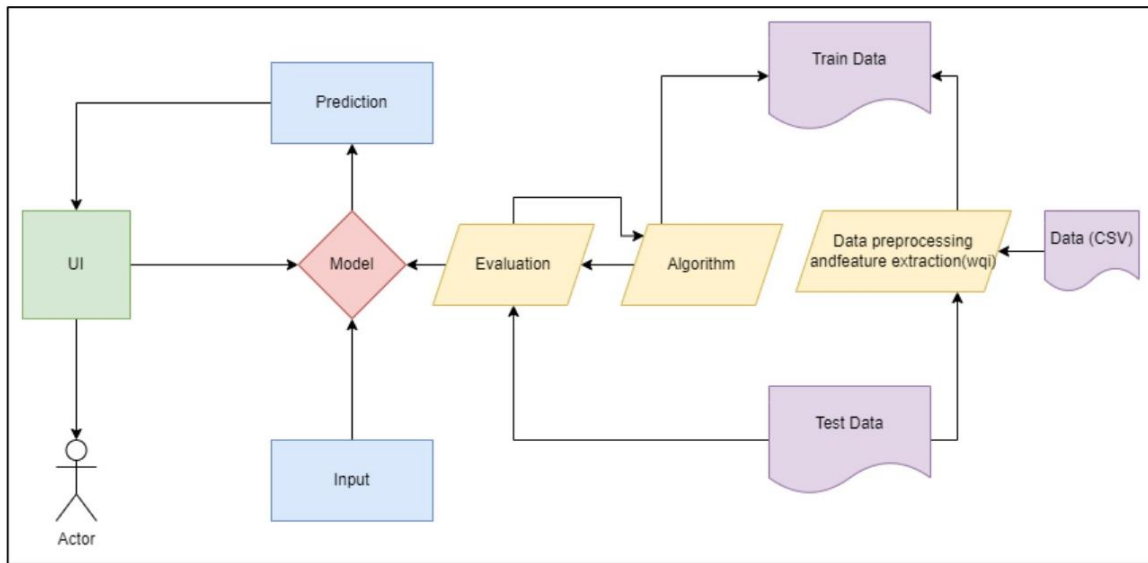 Train Data
Prediction
UI
Model
Evaluation
Algorithm
Data preprocessing
andfeature extraction(wqi)
Data (CSV)
Test Data
Input
Actor